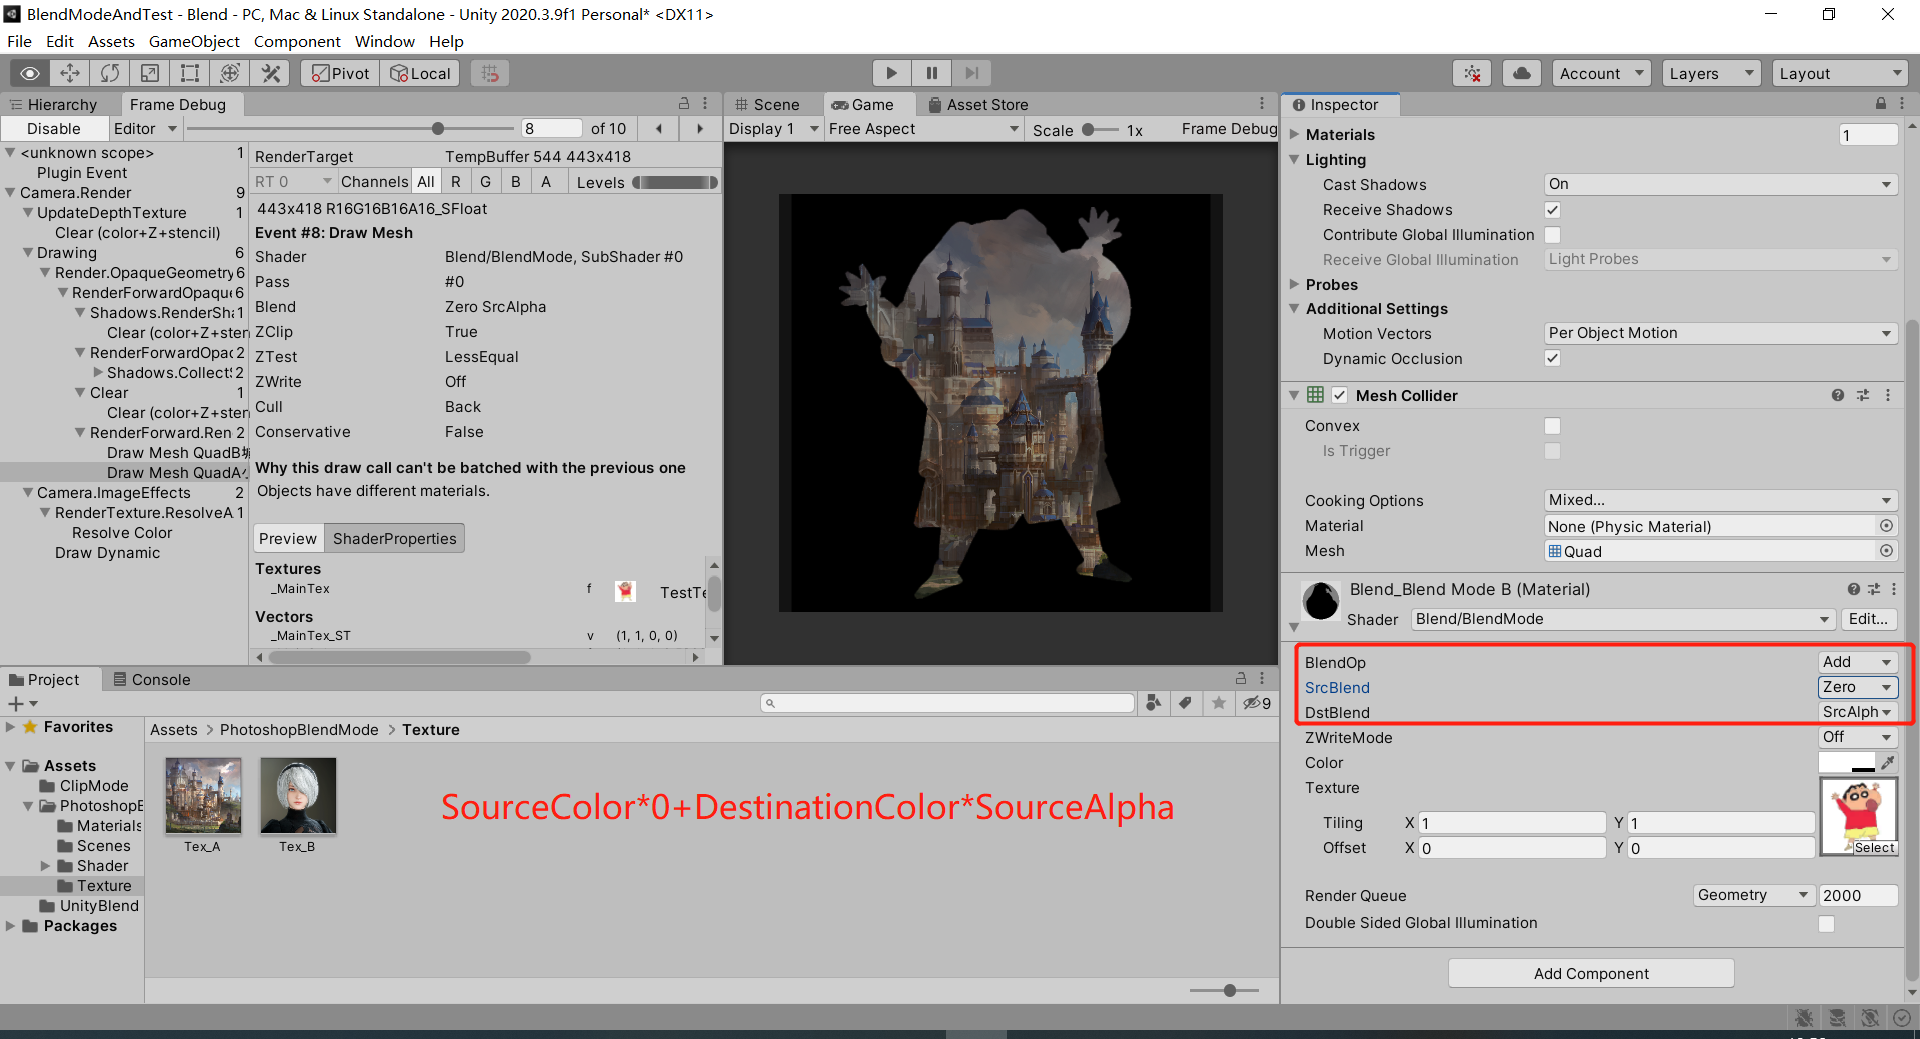 BlendModeAndTest - Blend - PC, Mac & Linux Standalone - Unity 2020.3.9f1 Personal* <DX11>
File Edit Assets GameObject Component Window Help
Pivot Local Account Layers Layout
Hierarchy Frame Debug
Disable Editor 8 of 10
<unknown scope> 1
Plugin Event
Camera.Render 9
UpdateDepthTexture 1
Clear (color+Z+stencil)
Drawing 6
Render.OpaqueGeometry 6
RenderForwardOpaqu 6
Shadows.RenderSha 1
Clear (color+Z+sten
RenderForwardOpac 2
Shadows.Collect 2
Clear 1
Clear (color+Z+sten
RenderForward.Ren 2
Draw Mesh QuadB
Draw Mesh QuadA
Camera.ImageEffects 2
RenderTexture.ResolveA 1
Resolve Color
Draw Dynamic
RenderTarget TempBuffer 544 443x418
RT 0 Channels All R G B A Levels
443x418 R16G16B16A16_SFloat
Event #8: Draw Mesh
Shader Blend/BlendMode, SubShader #0
Pass #0
Blend Zero SrcAlpha
ZClip True
ZTest LessEqual
ZWrite Off
Cull Back
Conservative False
Why this draw call can't be batched with the previous one
Objects have different materials.
Preview ShaderProperties
Textures
_MainTex f TestTe
Vectors
_MainTex_ST v (1, 1, 0, 0)
Scene Game Asset Store
Display 1 Free Aspect Scale 1x Frame Debug
Inspector
Materials 1
Lighting
Cast Shadows On
Receive Shadows
Contribute Global Illumination
Receive Global Illumination Light Probes
Probes
Additional Settings
Motion Vectors Per Object Motion
Dynamic Occlusion
Mesh Collider
Convex
Is Trigger
Cooking Options Mixed...
Material None (Physic Material)
Mesh Quad
Blend_Blend Mode B (Material)
Shader Blend/BlendMode Edit...
BlendOp Add
SrcBlend Zero
DstBlend SrcAlph
ZWriteMode Off
Color
Texture
Tiling X 1 Y 1
Offset X 0 Y 0
Select
Render Queue Geometry 2000
Double Sided Global Illumination
Add Component
Project Console
9
Favorites
Assets
ClipMode
PhotoshopB
Materials
Scenes
Shader
Texture
UnityBlend
Packages
Assets > PhotoshopBlendMode > Texture
Tex_A Tex_B
SourceColor*0+DestinationColor*SourceAlpha